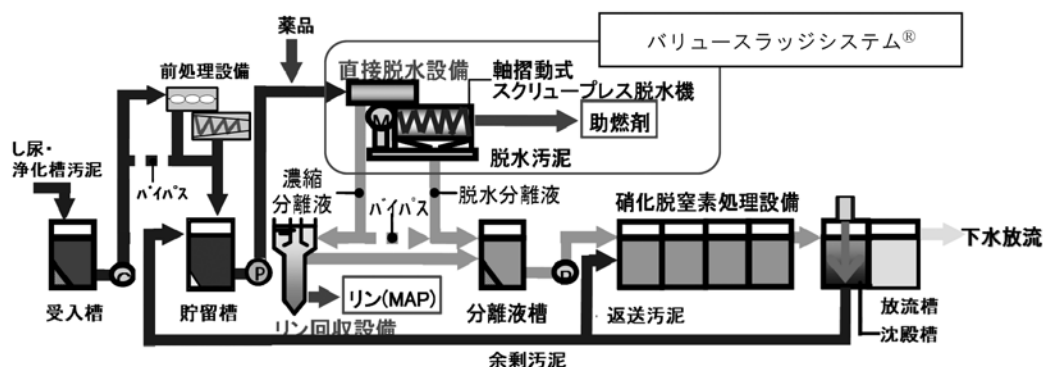 薬品
バリュースラッジシステム®
直接脱水設備
軸摺動式
スクリュープレス脱水機
前処理設備
助燃剤
し尿・
浄化槽汚泥
バイパス
脱水汚泥
濃縮
分離液
バイパス
脱水分離液
硝化脱窒素処理設備
下水放流
P
P
リン(MAP)
受入槽
貯留槽
リン回収設備
分離液槽
返送汚泥
放流槽
沈殿槽
余剰汚泥